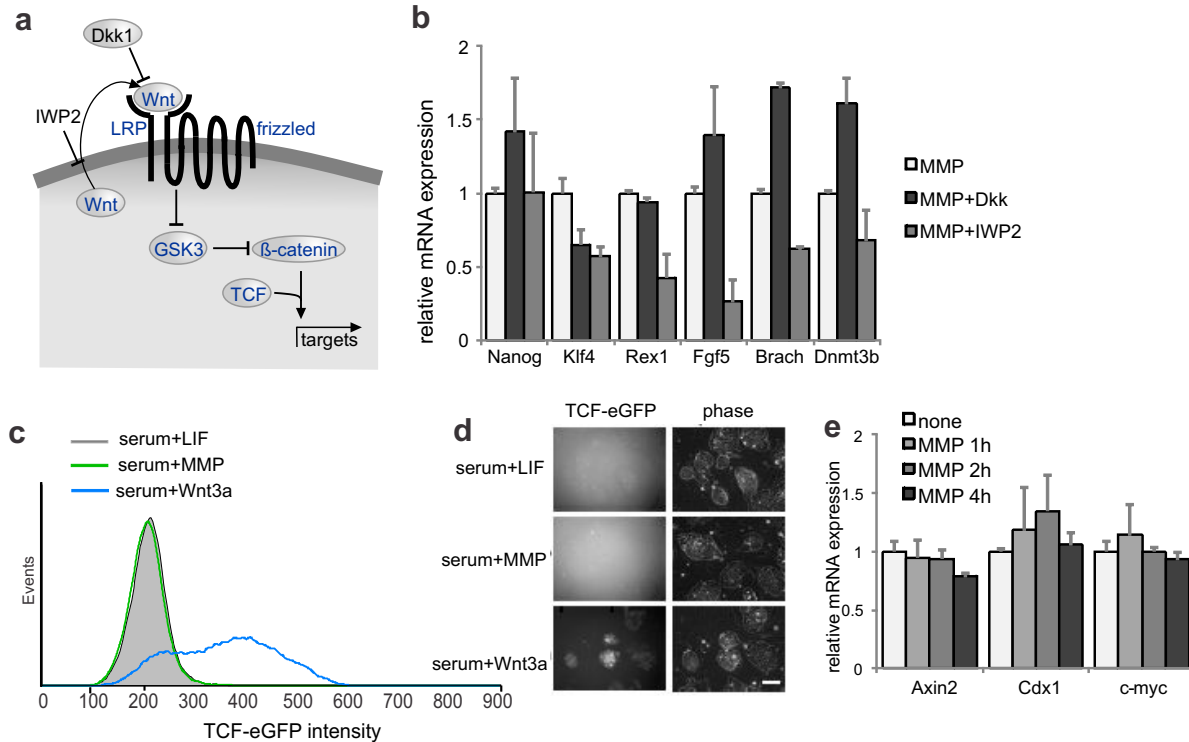 a
Dkk1
Wnt
IWP2
LRP
frizzled
Wnt
GSK3
ß-catenin
TCF
targets
b
relative mRNA expression
2
1.5
1
0.5
0
Nanog Klf4 Rex1 Fgf5 Brach Dnmt3b
MMP
MMP+Dkk
MMP+IWP2
c
serum+LIF
serum+MMP
serum+Wnt3a
Events
0 100 200 300 400 500 600 700 800 900
TCF-eGFP intensity
d
TCF-eGFP phase
serum+LIF
serum+MMP
serum+Wnt3a
e
none
MMP 1h
MMP 2h
MMP 4h
relative mRNA expression
2
1.5
1
0.5
0
Axin2 Cdx1 c-myc